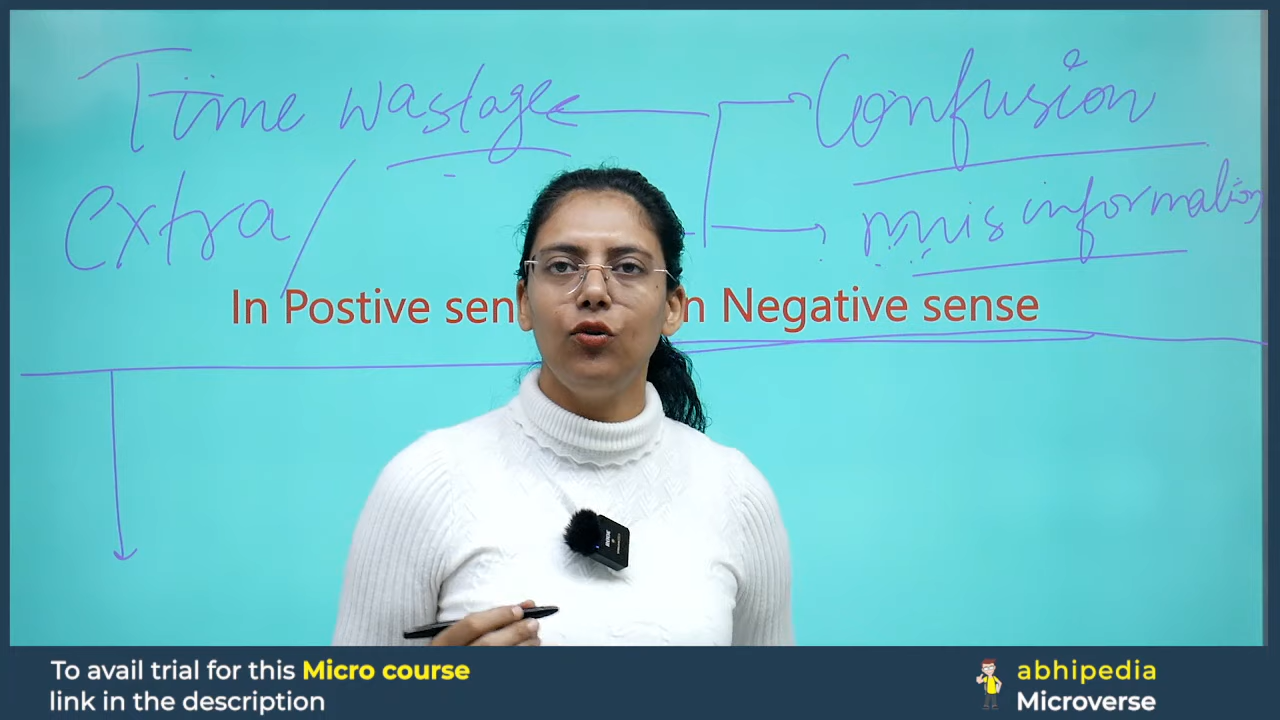 Time wastage Confusion
extra/ misinformation
In Postive sen n Negative sense
To avail trial for this Micro course
link in the description
abhipedia
Microverse